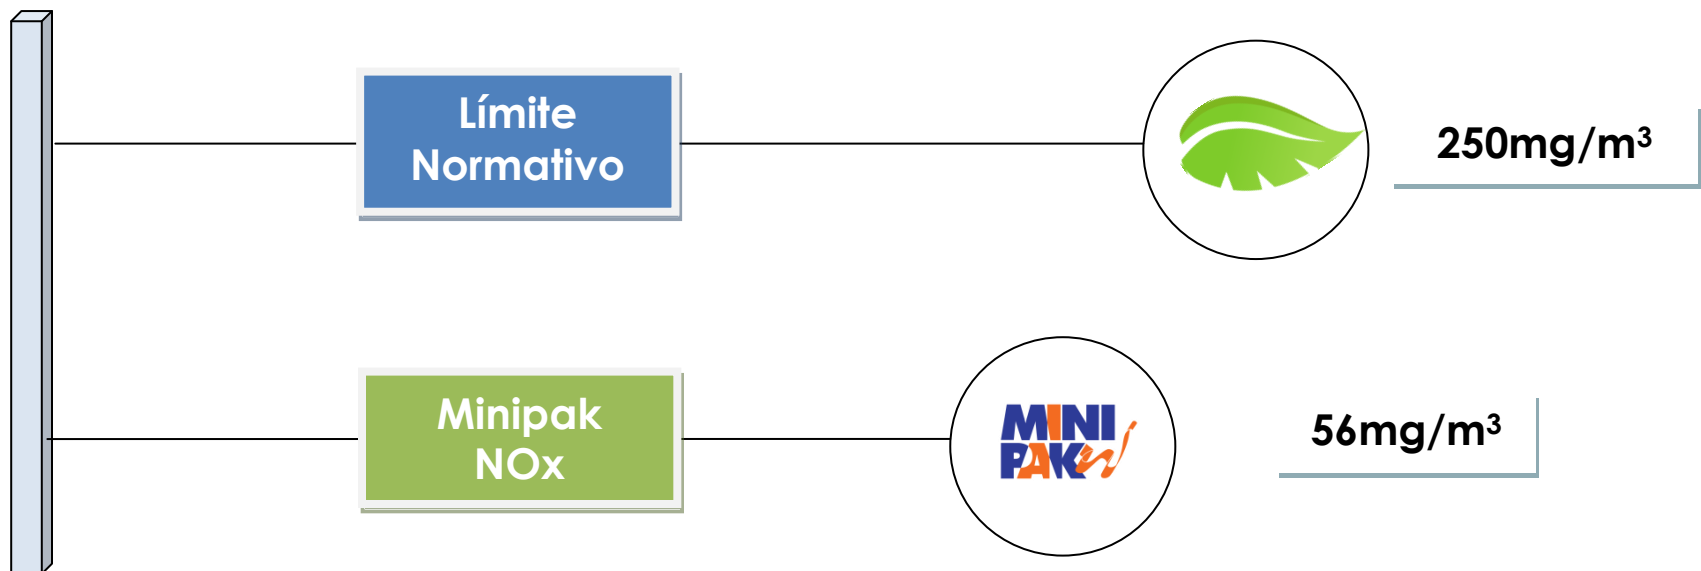 Límite
Normativo
250mg/m³
Minipak
NOx
MINI
PAK
56mg/m³